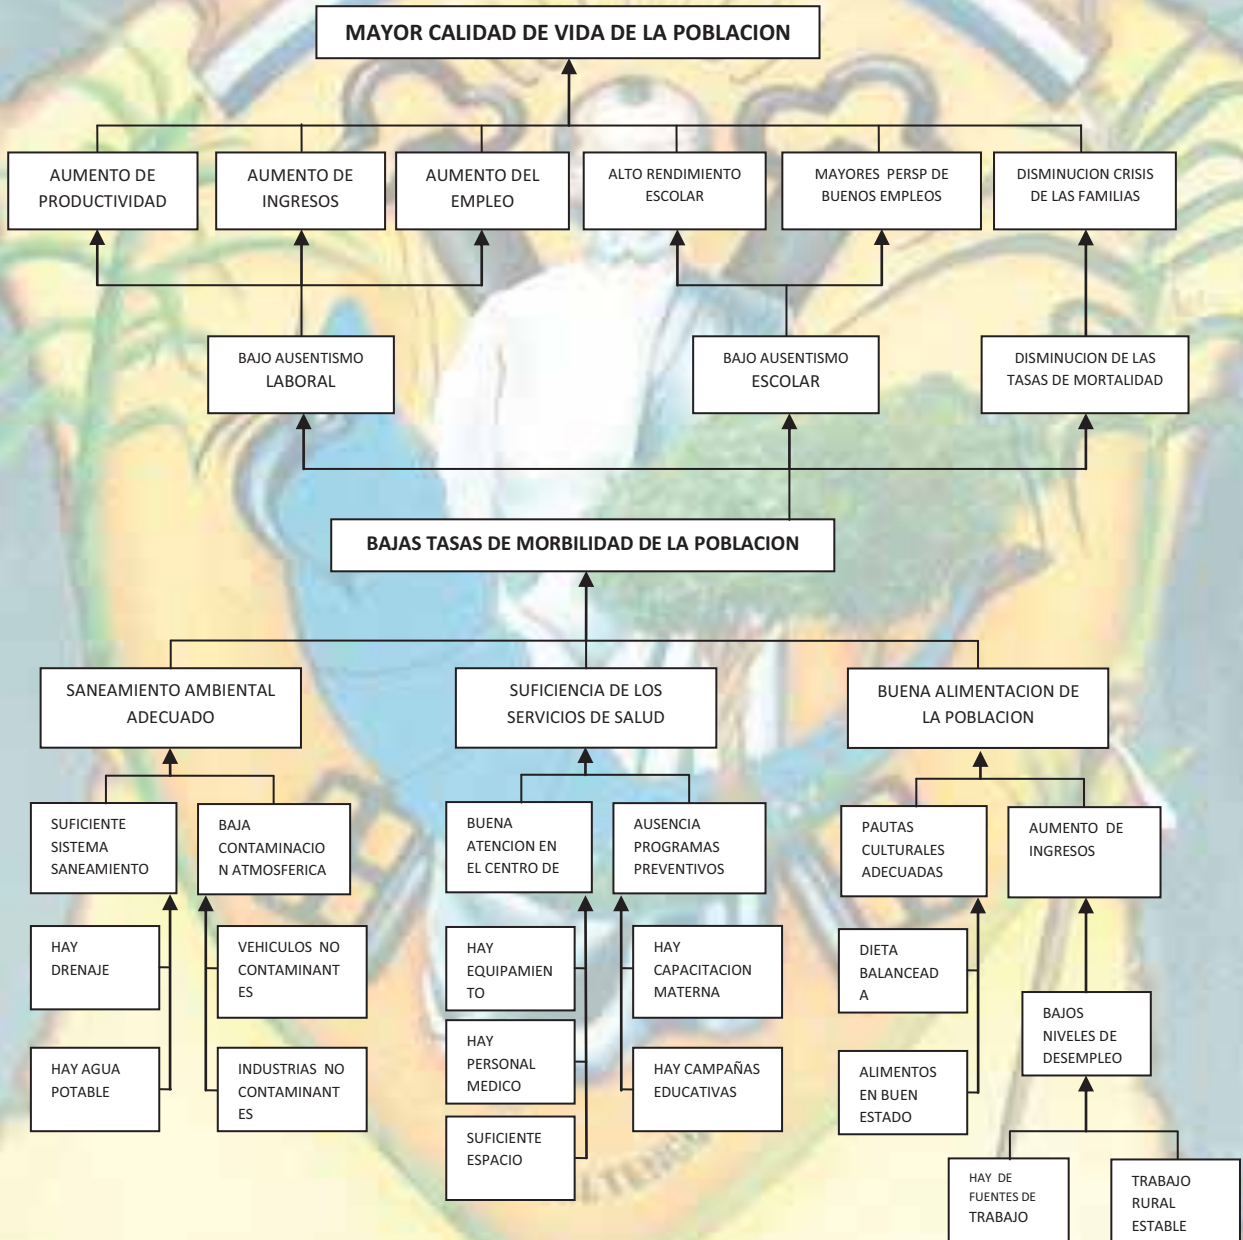 MAYOR CALIDAD DE VIDA DE LA POBLACION
AUMENTO DE
PRODUCTIVIDAD
AUMENTO DE
INGRESOS
AUMENTO DEL
EMPLEO
ALTO RENDIMIENTO
ESCOLAR
MAYORES PERSP DE
BUENOS EMPLEOS
DISMINUCION CRISIS
DE LAS FAMILIAS
BAJO AUSENTISMO
LABORAL
BAJO AUSENTISMO
ESCOLAR
DISMINUCION DE LAS
TASAS DE MORTALIDAD
BAJAS TASAS DE MORBILIDAD DE LA POBLACION
SANEAMIENTO AMBIENTAL
ADECUADO
SUFICIENCIA DE LOS
SERVICIOS DE SALUD
BUENA ALIMENTACION DE
LA POBLACION
SUFICIENTE
SISTEMA
SANEAMIENTO
BAJA
CONTAMINACIO
N ATMOSFERICA
BUENA
ATENCION EN
EL CENTRO DE
AUSENCIA
PROGRAMAS
PREVENTIVOS
PAUTAS
CULTURALES
ADECUADAS
AUMENTO DE
INGRESOS
HAY
DRENAJE
VEHICULOS NO
CONTAMINANT
ES
HAY
EQUIPAMIEN
TO
HAY
CAPACITACION
MATERNA
DIETA
BALANCEAD
A
BAJOS
NIVELES DE
DESEMPLEO
HAY AGUA
POTABLE
INDUSTRIAS NO
CONTAMINANT
ES
HAY
PERSONAL
MEDICO
HAY CAMPAÑAS
EDUCATIVAS
ALIMENTOS
EN BUEN
ESTADO
SUFICIENTE
ESPACIO
HAY DE
FUENTES DE
TRABAJO
TRABAJO
RURAL
ESTABLE